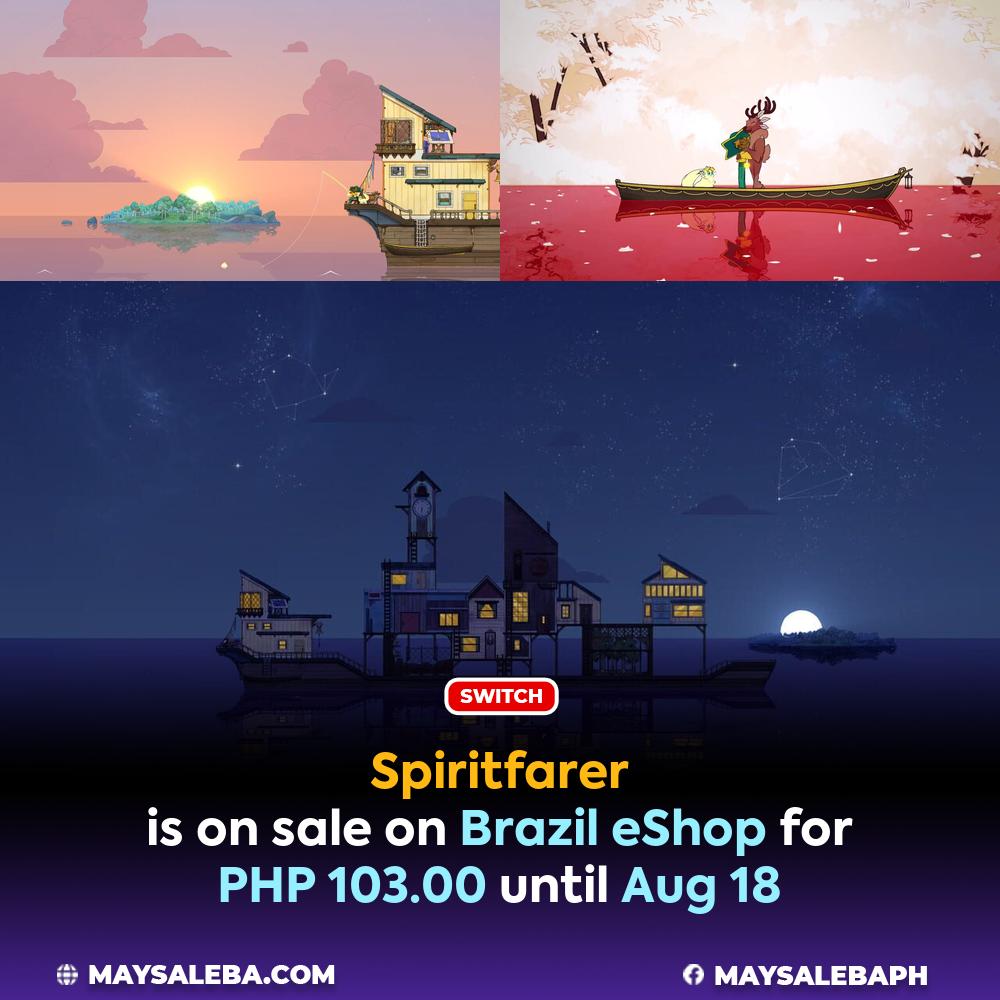 SWITCH
Spiritfarer
is on sale on Brazil eShop for
PHP 103.00 until Aug 18
MAYSALEBA.COM
MAYSALEBAPH